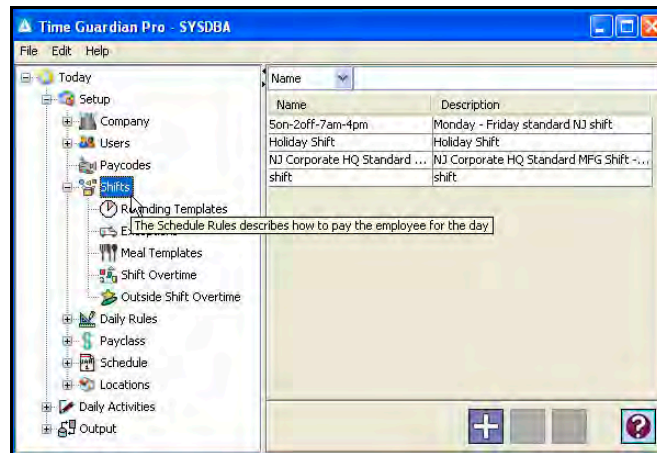 Time Guardian Pro - SYSDBA
File Edit Help
Today
Setup
Company
Users
Paycodes
Shifts
Rounding Templates
The Schedule Rules describes how to pay the employee for the day
Meal Templates
Shift Overtime
Outside Shift Overtime
Daily Rules
Payclass
Schedule
Locations
Daily Activities
Output
Name
Name Description
5on-2off-7am-4pm Monday - Friday standard NJ shift
Holiday Shift Holiday Shift
NJ Corporate HQ Standard ... NJ Corporate HQ Standard MFG Shift -...
shift shift